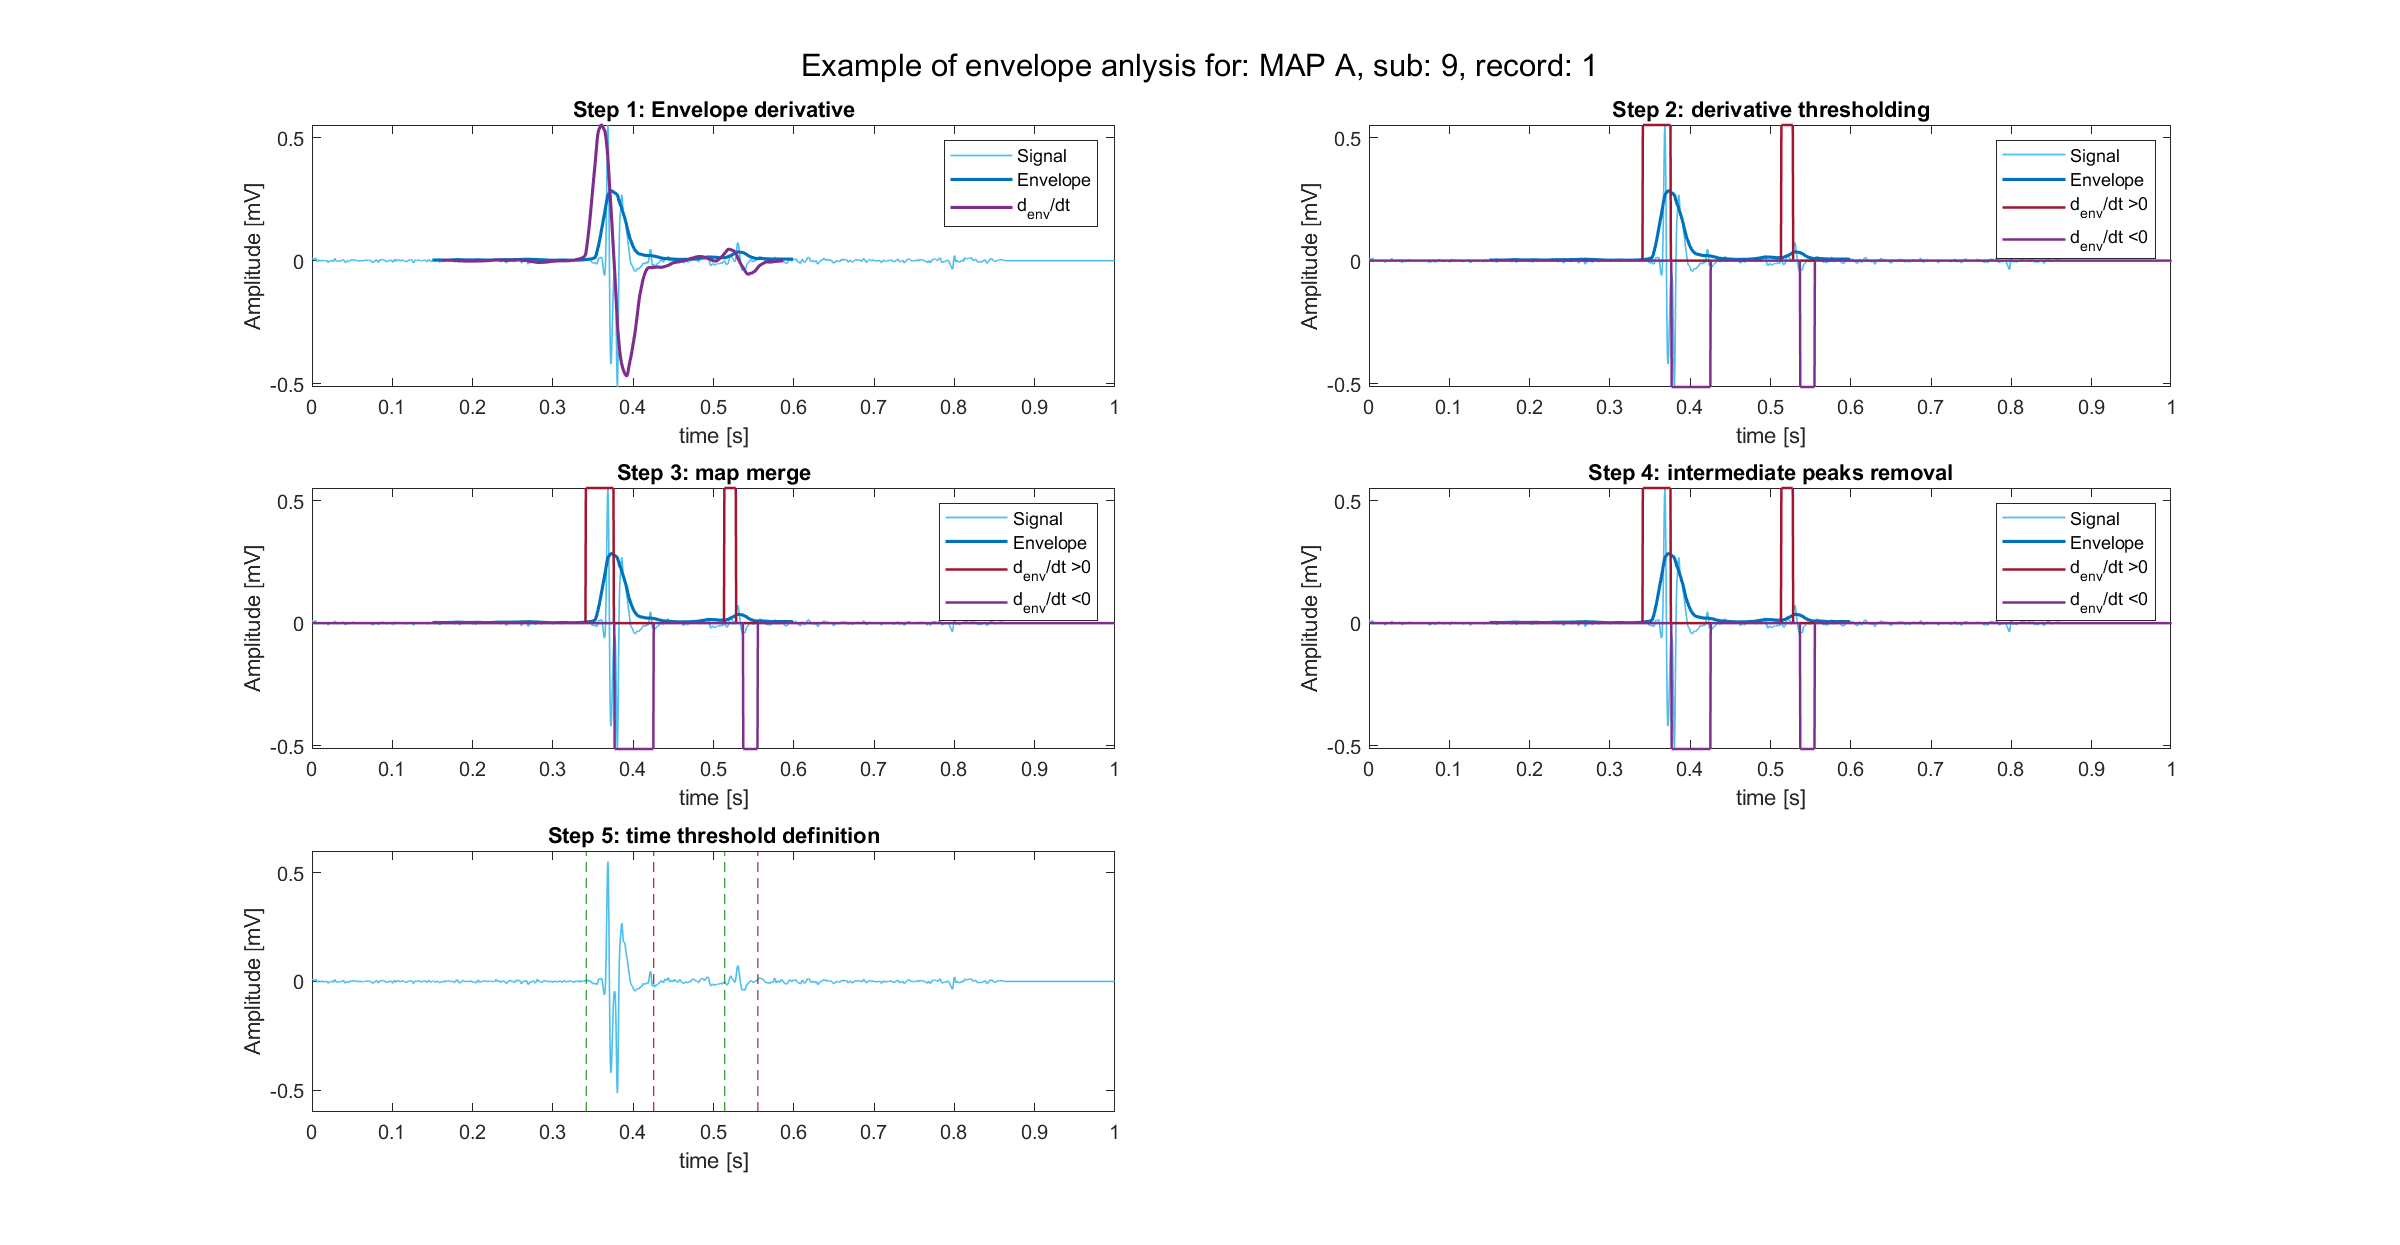 Example of envelope anlysis for: MAP A, sub: 9, record: 1
Step 1: Envelope derivative
0.5
0
-0.5
Amplitude [mV]
Signal
Envelope
d_env/dt
0 0.1 0.2 0.3 0.4 0.5 0.6 0.7 0.8 0.9 1
time [s]
Step 2: derivative thresholding
0.5
0
-0.5
Amplitude [mV]
Signal
Envelope
d_env/dt >0
d_env/dt <0
0 0.1 0.2 0.3 0.4 0.5 0.6 0.7 0.8 0.9 1
time [s]
Step 3: map merge
0.5
0
-0.5
Amplitude [mV]
Signal
Envelope
d_env/dt >0
d_env/dt <0
0 0.1 0.2 0.3 0.4 0.5 0.6 0.7 0.8 0.9 1
time [s]
Step 4: intermediate peaks removal
0.5
0
-0.5
Amplitude [mV]
Signal
Envelope
d_env/dt >0
d_env/dt <0
0 0.1 0.2 0.3 0.4 0.5 0.6 0.7 0.8 0.9 1
time [s]
Step 5: time threshold definition
0.5
0
-0.5
Amplitude [mV]
0 0.1 0.2 0.3 0.4 0.5 0.6 0.7 0.8 0.9 1
time [s]